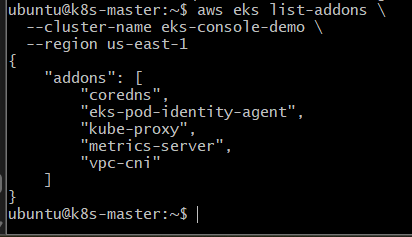 ubuntu@k8s-master:~$ aws eks list-addons \
  --cluster-name eks-console-demo \
  --region us-east-1
{
    "addons": [
        "coredns",
        "eks-pod-identity-agent",
        "kube-proxy",
        "metrics-server",
        "vpc-cni"
    ]
}
ubuntu@k8s-master:~$